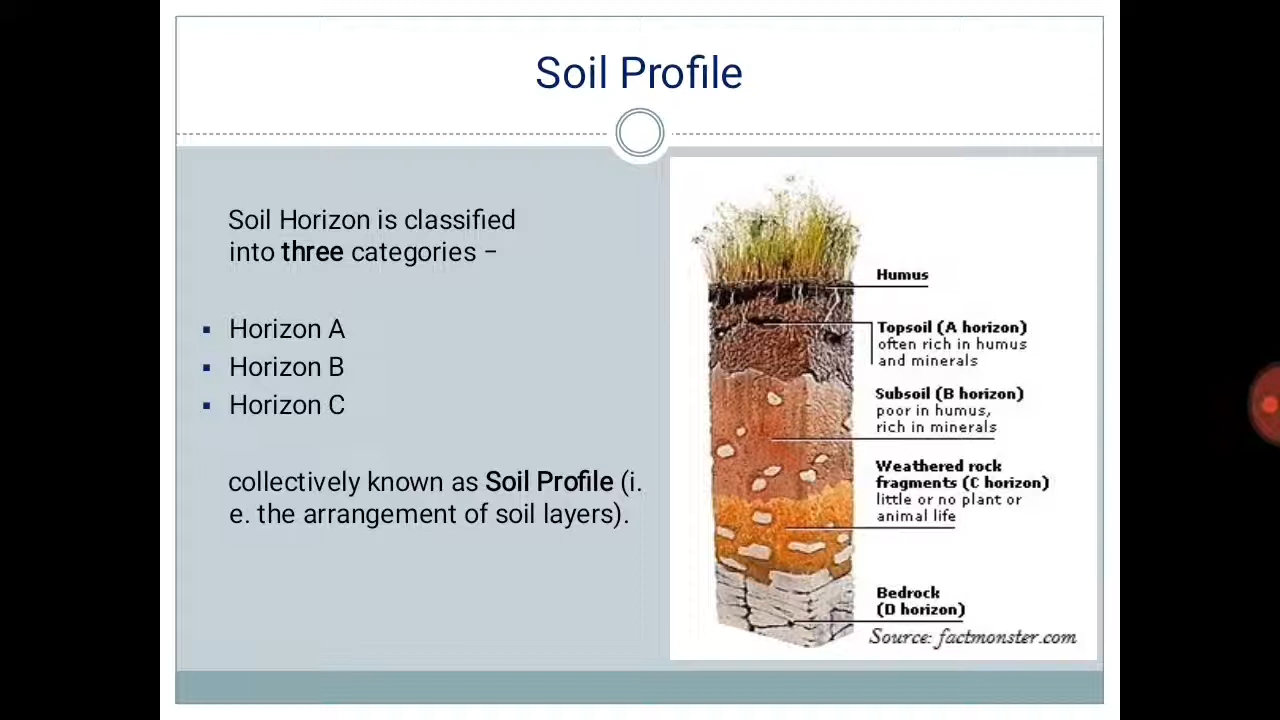 Soil Profile
Soil Horizon is classified
into three categories –
▪ Horizon A
▪ Horizon B
▪ Horizon C
collectively known as Soil Profile (i.
e. the arrangement of soil layers).
Humus
Topsoil (A horizon)
often rich in humus
and minerals
Subsoil (B horizon)
poor in humus,
rich in minerals
Weathered rock
fragments (C horizon)
little or no plant or
animal life
Bedrock
(D horizon)
Source: factmonster.com